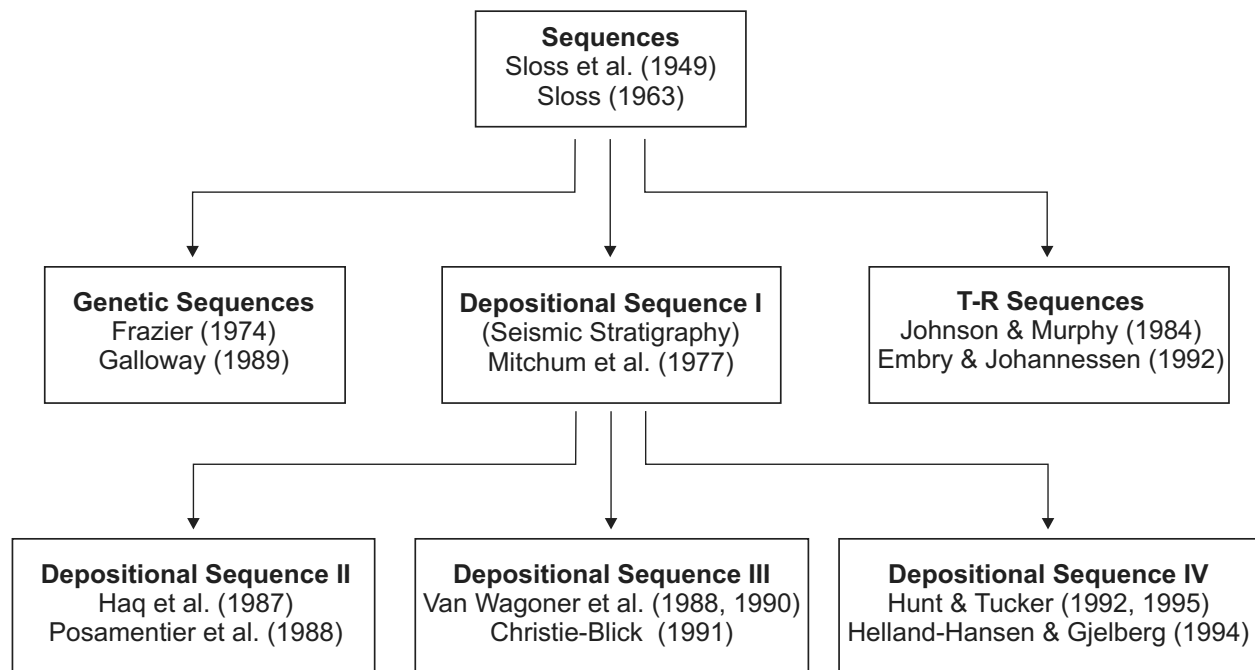 Sequences
Sloss et al. (1949)
Sloss (1963)
Genetic Sequences
Frazier (1974)
Galloway (1989)
Depositional Sequence I
(Seismic Stratigraphy)
Mitchum et al. (1977)
T-R Sequences
Johnson & Murphy (1984)
Embry & Johannessen (1992)
Depositional Sequence II
Haq et al. (1987)
Posamentier et al. (1988)
Depositional Sequence III
Van Wagoner et al. (1988, 1990)
Christie-Blick (1991)
Depositional Sequence IV
Hunt & Tucker (1992, 1995)
Helland-Hansen & Gjelberg (1994)